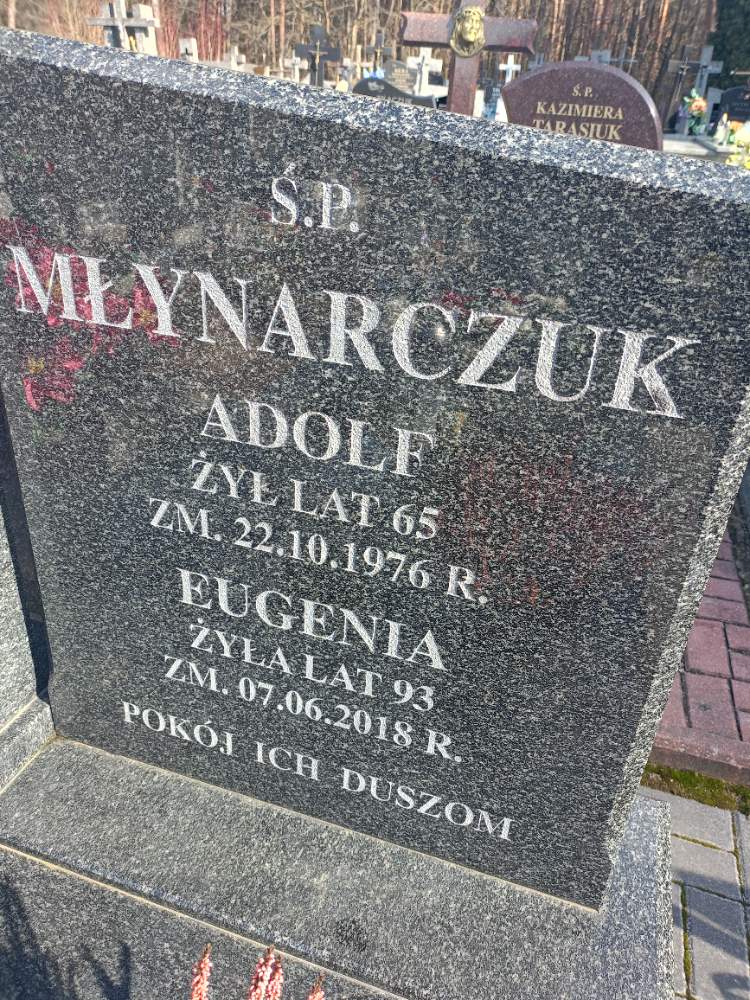 Ś.P.
KAZIMIERA
TARASIUK
Ś.P.
MŁYNARCZUK
ADOLF
ŻYŁ LAT 65
ZM. 22.10.1976 R.
EUGENIA
ŻYŁA LAT 93
ZM. 07.06.2018 R.
POKÓJ ICH DUSZOM